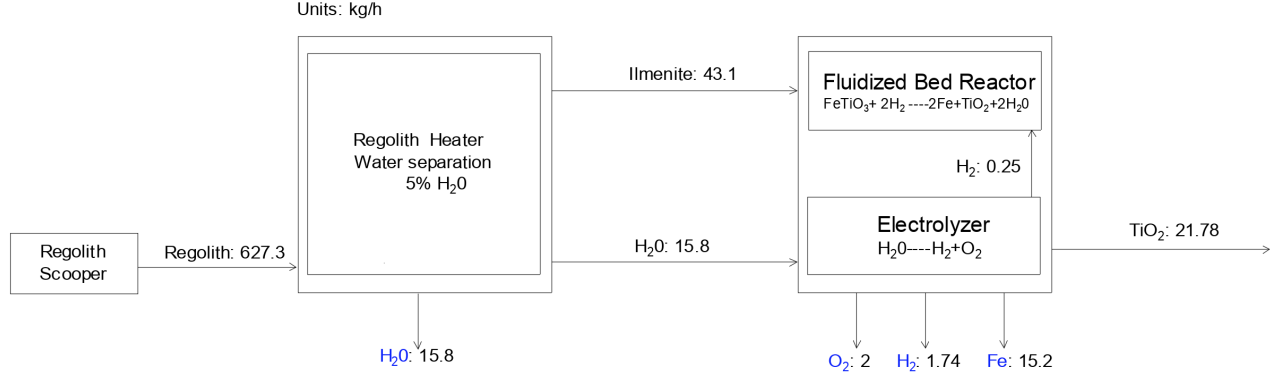 Units: kg/h
Ilmenite: 43.1
Fluidized Bed Reactor
FeTiO₃+ 2H₂ ----2Fe+TiO₂+2H₂0
Regolith Heater
Water separation
5% H₂0
H₂: 0.25
Electrolyzer
H₂0----H₂+O₂
TiO₂: 21.78
Regolith
Scooper
Regolith: 627.3
H₂0: 15.8
H₂0: 15.8
O₂: 2
H₂: 1.74
Fe: 15.2